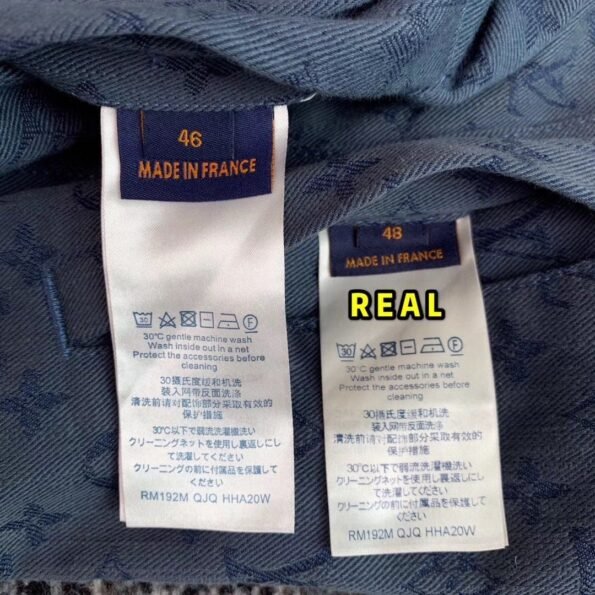 46
MADE IN FRANCE
30
F
30℃ gentle machine wash
Wash inside out in a net
Protect the accessories before
cleaning
30摄氏度缓和机洗
装入网带反面洗涤
清洗前请对配饰部分采取有效的
保护措施
30℃以下で弱流洗濯機洗い
クリーニングネットを使用し裏返しにし
て洗濯してください
クリーニングの前に付属品を保護して
ください
RM192M QJQ HHA20W
48
MADE IN FRANCE
REAL
30
F
30℃ gentle machine wash
Wash inside out in a net
Protect the accessories before
cleaning
30摄氏度缓和机洗
装入网带反面洗涤
清洗前请对配饰部分采取有效的
保护措施
30℃以下で弱流洗濯機洗い
クリーニングネットを使用し裏返しにし
て洗濯してください
クリーニングの前に付属品を保護して
ください
RM192M QJQ HHA20W